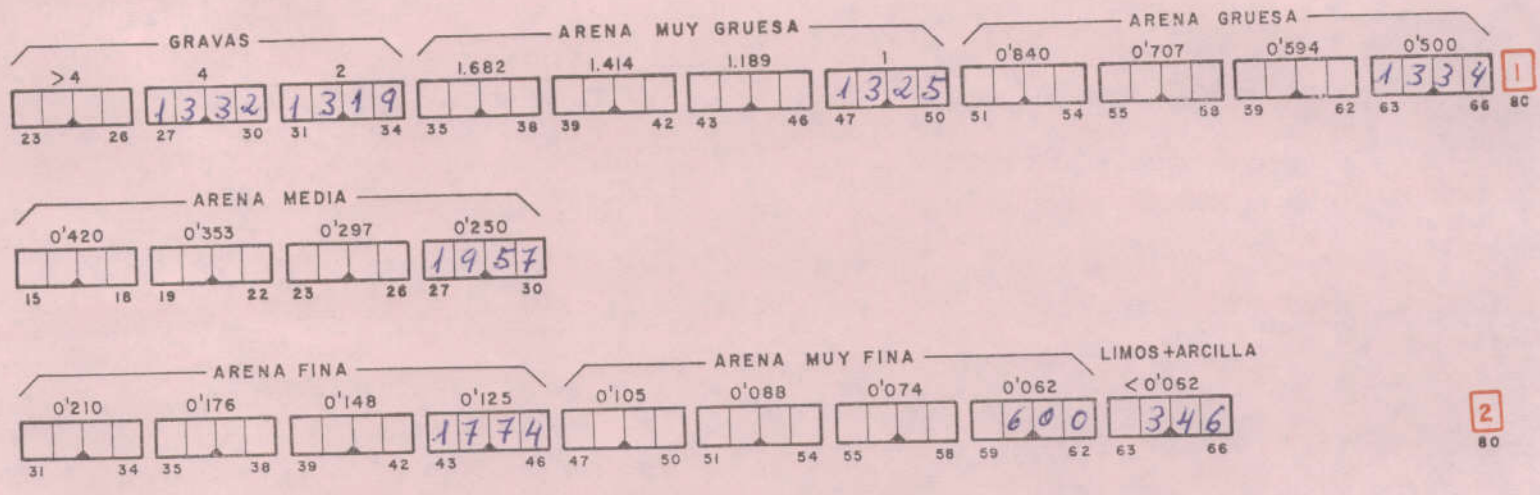 GRAVAS ARENA MUY GRUESA ARENA GRUESA
>4 4 2 1.682 1.414 1.189 1 0'840 0'707 0'594 0'500
1332 1319 1325 1334 1
23 26 27 30 31 34 35 38 39 42 43 46 47 50 51 54 55 58 59 62 63 66 80
ARENA MEDIA
0'420 0'353 0'297 0'250
1957
15 18 19 22 23 26 27 30
ARENA FINA ARENA MUY FINA LIMOS+ARCILLA
0'210 0'176 0'148 0'125 0'105 0'088 0'074 0'062 <0'062
1774 600 346 2
31 34 35 38 39 42 43 46 47 50 51 54 55 58 59 62 63 66 80